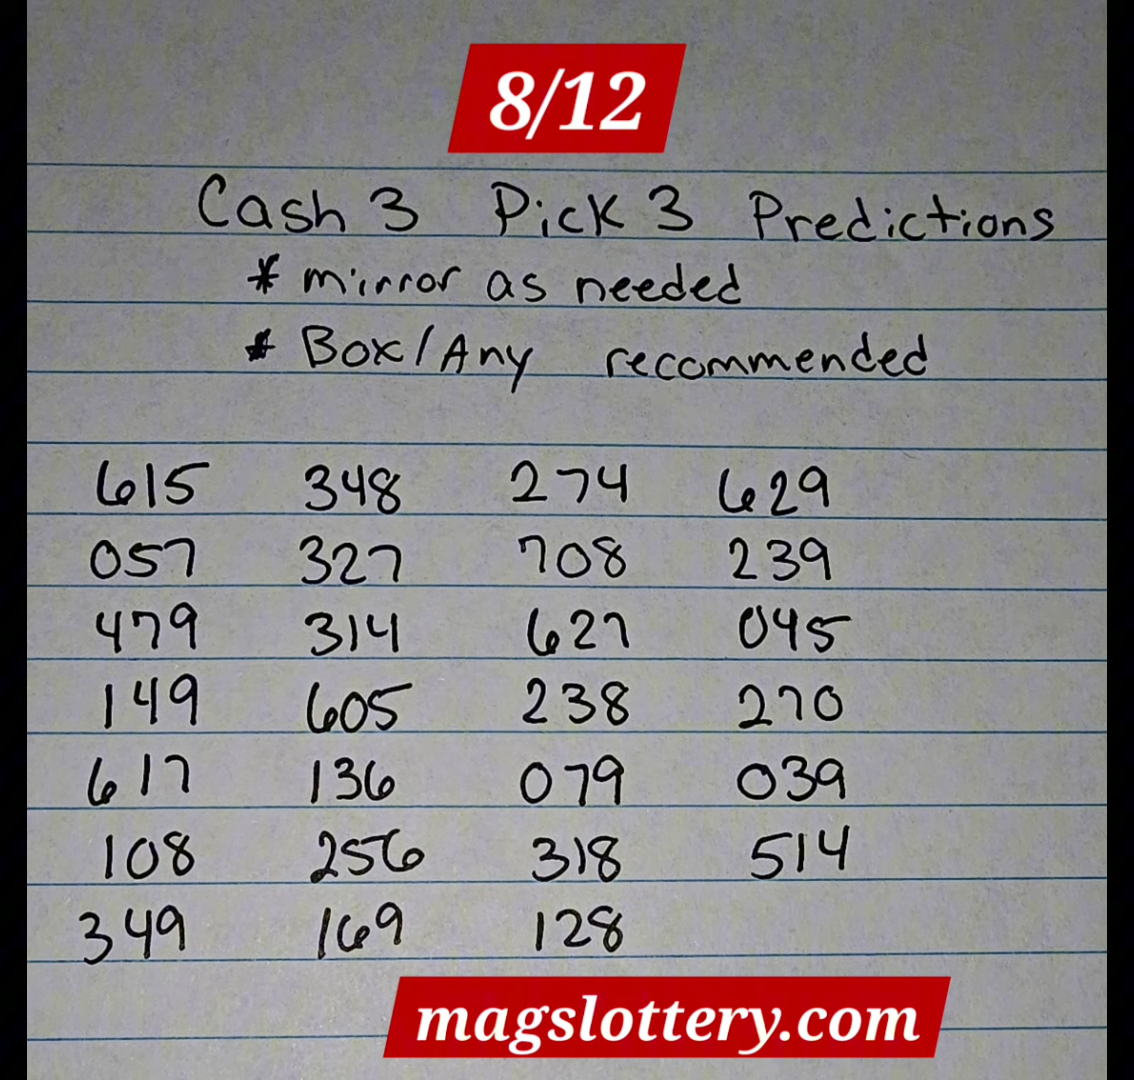 8/12
Cash 3 Pick 3 Predictions
* mirror as needed
* Box/Any recommended
615 348 274 629
057 327 708 239
479 314 627 045
149 605 238 270
617 136 079 039
108 256 318 514
349 169 128
magslottery.com